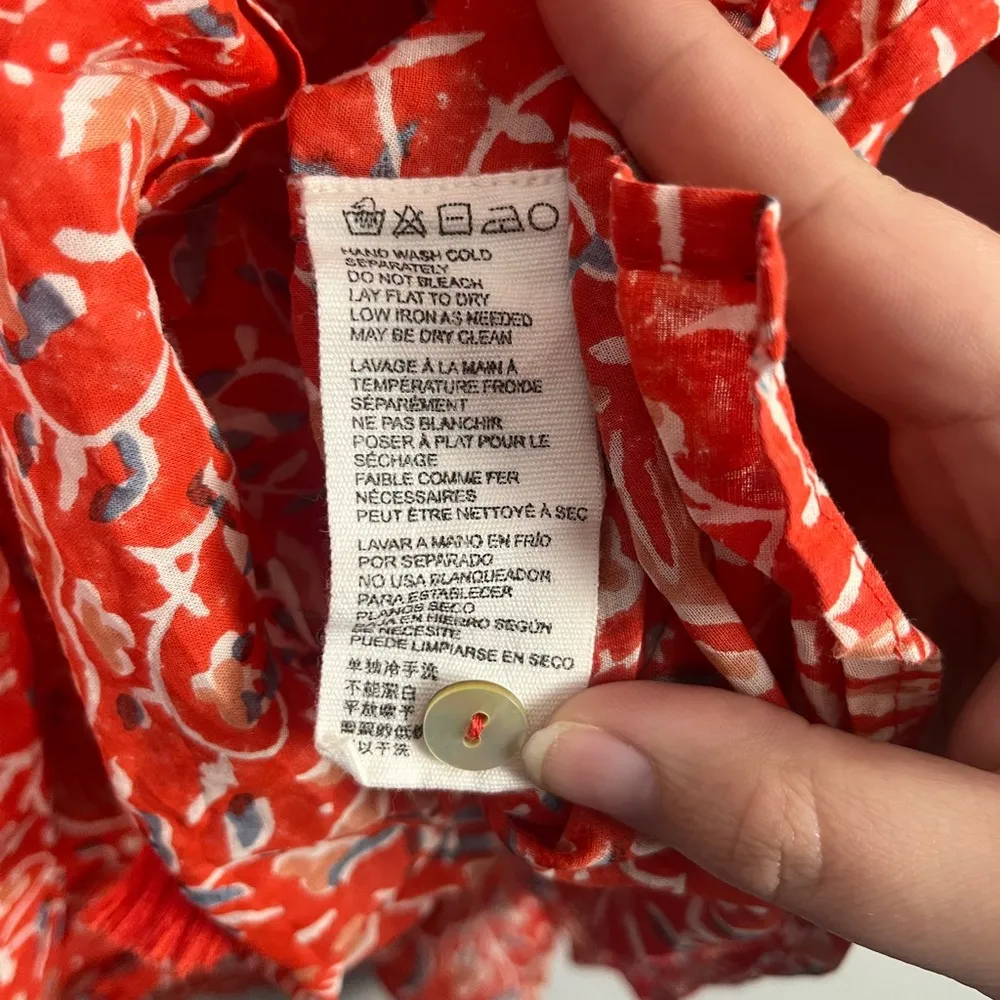 HAND WASH COLD
SEPARATELY
DO NOT BLEACH
LAY FLAT TO DRY
LOW IRON AS NEEDED
MAY BE DRY CLEAN
LAVAGE À LA MAIN À
TEMPÉRATURE FROIDE
SÉPARÉMENT
NE PAS BLANCHIR
POSER À PLAT POUR LE
SÉCHAGE
FAIBLE COMME FER
NÉCESSAIRES
PEUT ÊTRE NETTOYÉ À SEC
LAVAR A MANO EN FRÍO
POR SEPARADO
NO USA BLANQUEADOR
PARA ESTABLECER
PLANOS SECO
BAJA EN HIERRO SEGÚN
SE NECESITE
PUEDE LIMPIARSE EN SECO
单独冷手洗
不能漂白
平放晾干
以干洗